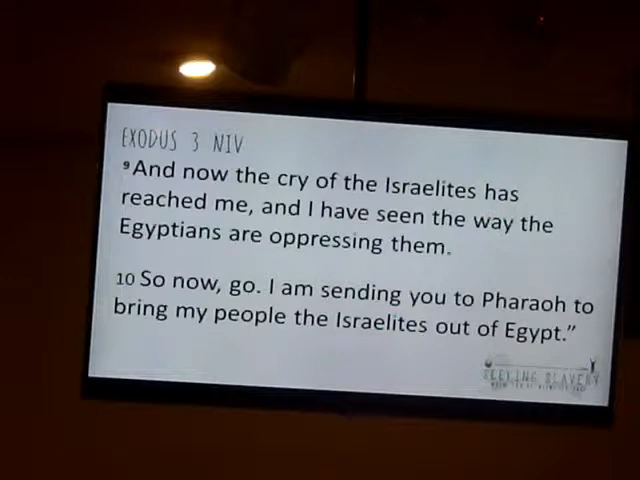 EXODUS 3 NIV
⁹And now the cry of the Israelites has
reached me, and I have seen the way the
Egyptians are oppressing them.
10 So now, go. I am sending you to Pharaoh to
bring my people the Israelites out of Egypt.”
SLAVERY